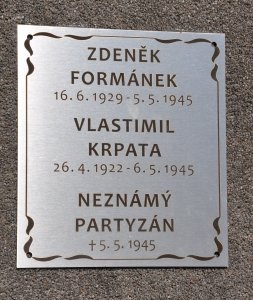 ZDENĚK
FORMÁNEK
16. 6. 1929 - 5. 5. 1945
VLASTIMIL
KRPATA
26. 4. 1922 - 6. 5. 1945
NEZNÁMÝ
PARTYZÁN
✝ 5. 5. 1945